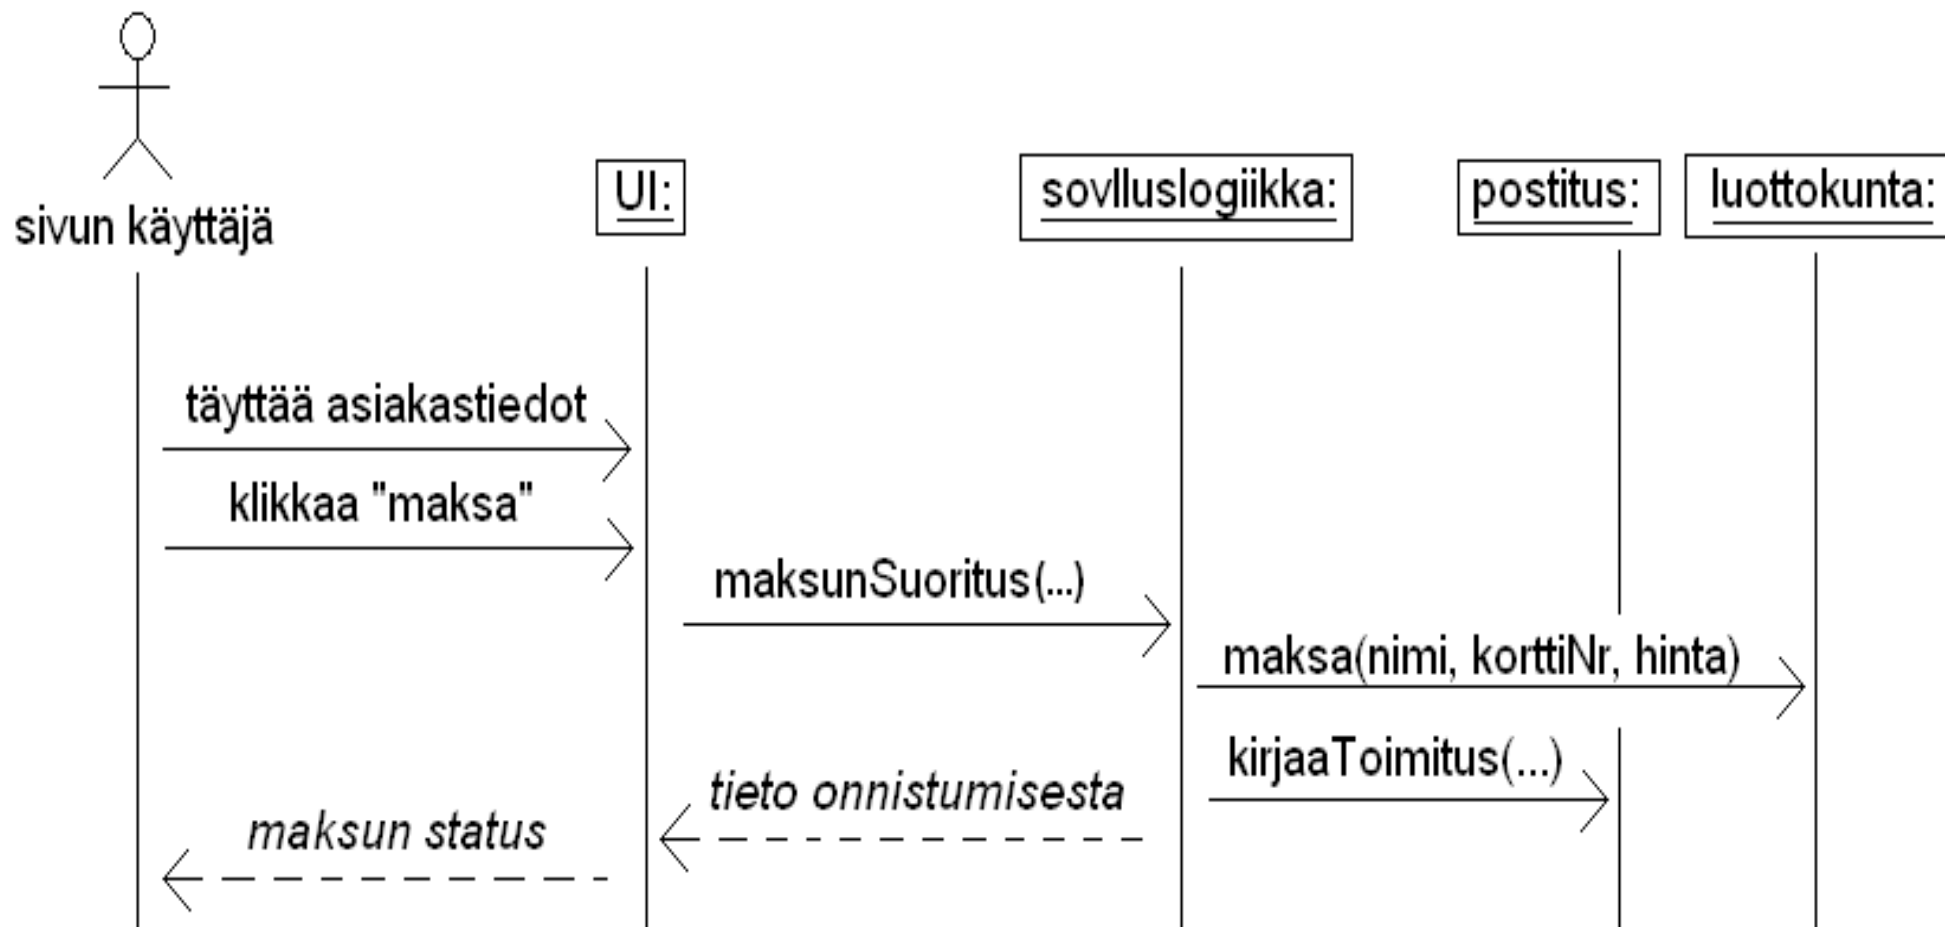 sivun käyttäjä
UI:
sovlluslogiikka:
postitus:
luottokunta:
täyttää asiakastiedot
klikkaa "maksa"
maksunSuoritus(...)
maksa(nimi, korttiNr, hinta)
kirjaaToimitus(...)
tieto onnistumisesta
maksun status